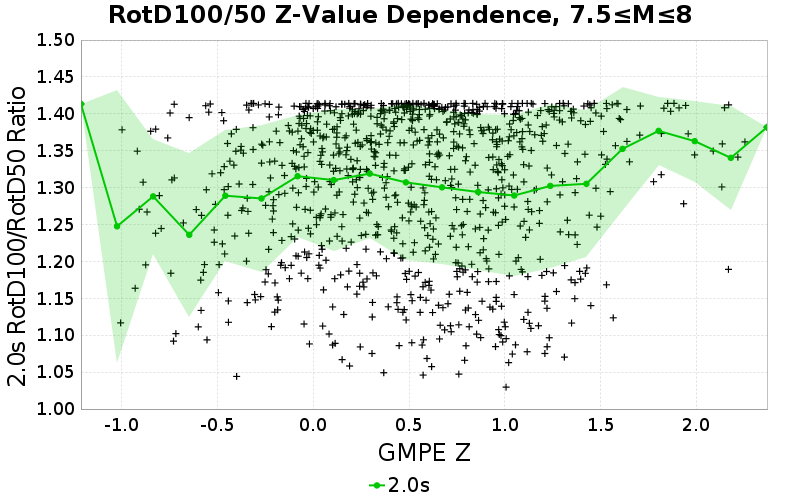 RotD100/50 Z-Value Dependence, 7.5≤M≤8
2.0s RotD100/RotD50 Ratio
1.50
1.45
1.40
1.35
1.30
1.25
1.20
1.15
1.10
1.05
1.00
-1.0 -0.5 0.0 0.5 1.0 1.5 2.0
GMPE Z
2.0s